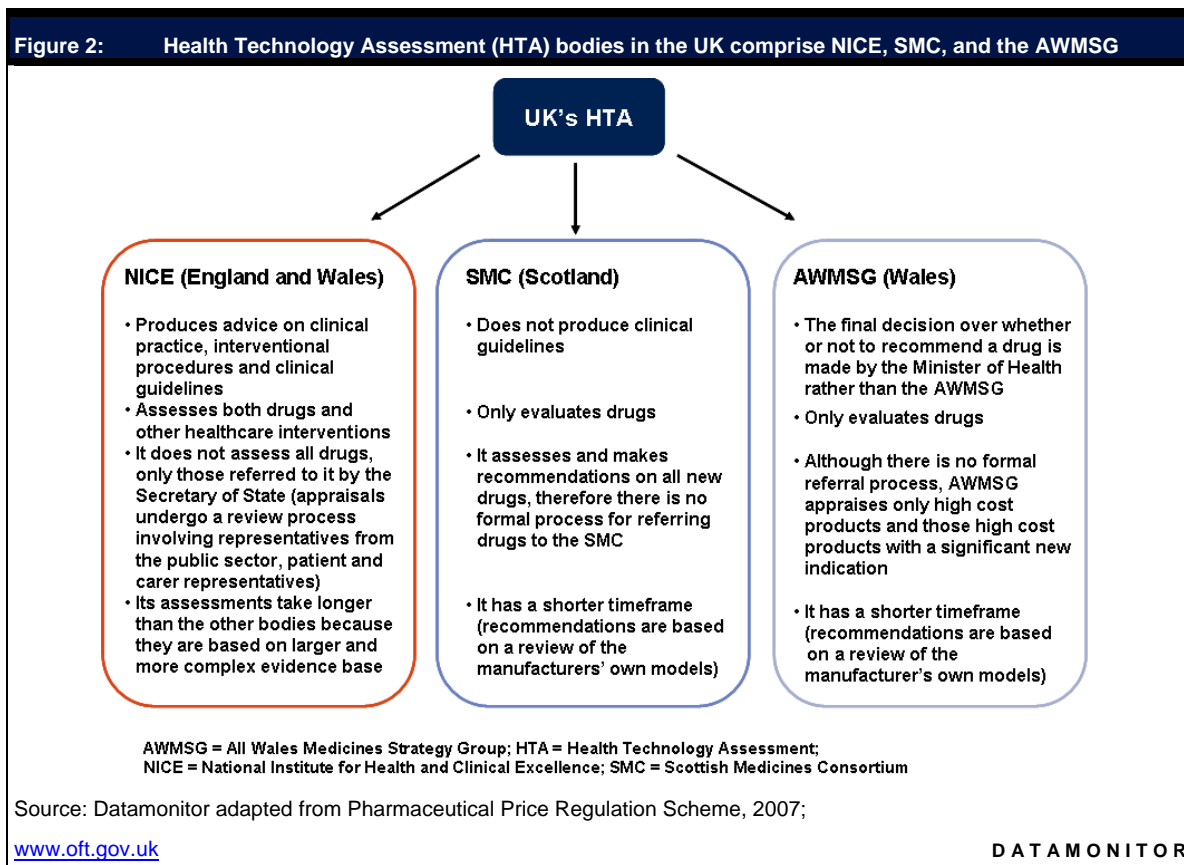 Figure 2: Health Technology Assessment (HTA) bodies in the UK comprise NICE, SMC, and the AWMSG
UK's HTA
NICE (England and Wales)
• Produces advice on clinical
practice, interventional
procedures and clinical
guidelines
• Assesses both drugs and
other healthcare interventions
• It does not assess all drugs,
only those referred to it by the
Secretary of State (appraisals
undergo a review process
involving representatives from
the public sector, patient and
carer representatives)
• Its assessments take longer
than the other bodies because
they are based on larger and
more complex evidence base
SMC (Scotland)
• Does not produce clinical
guidelines
• Only evaluates drugs
• It assesses and makes
recommendations on all new
drugs, therefore there is no
formal process for referring
drugs to the SMC
• It has a shorter timeframe
(recommendations are based
on a review of the
manufacturers' own models)
AWMSG (Wales)
• The final decision over whether
or not to recommend a drug is
made by the Minister of Health
rather than the AWMSG
• Only evaluates drugs
• Although there is no formal
referral process, AWMSG
appraises only high cost
products and those high cost
products with a significant new
indication
• It has a shorter timeframe
(recommendations are based
on a review of the
manufacturer's own models)
AWMSG = All Wales Medicines Strategy Group; HTA = Health Technology Assessment;
NICE = National Institute for Health and Clinical Excellence; SMC = Scottish Medicines Consortium
Source: Datamonitor adapted from Pharmaceutical Price Regulation Scheme, 2007;
www.oft.gov.uk
DATAMONITOR